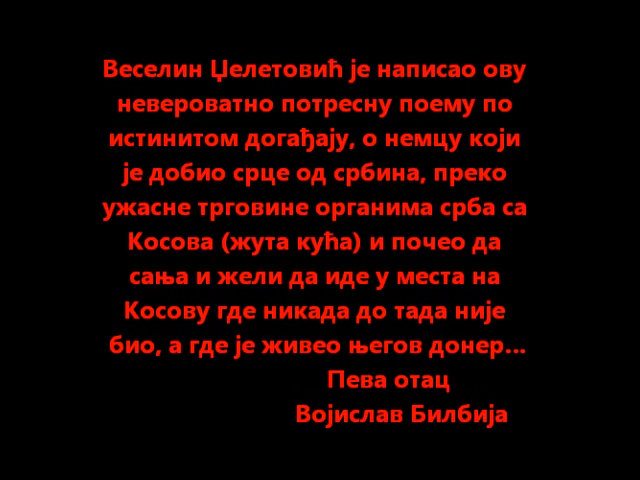 Веселин Џелетовић је написао ову
невероватно потресну поему по
истинитом догађају, о немцу који
је добио срце од србина, преко
ужасне трговине органима срба са
Косова (жута кућа) и почео да
сања и жели да иде у места на
Косову где никада до тада није
био, а где је живео његов донер...
Пева отац
Војислав Билбија